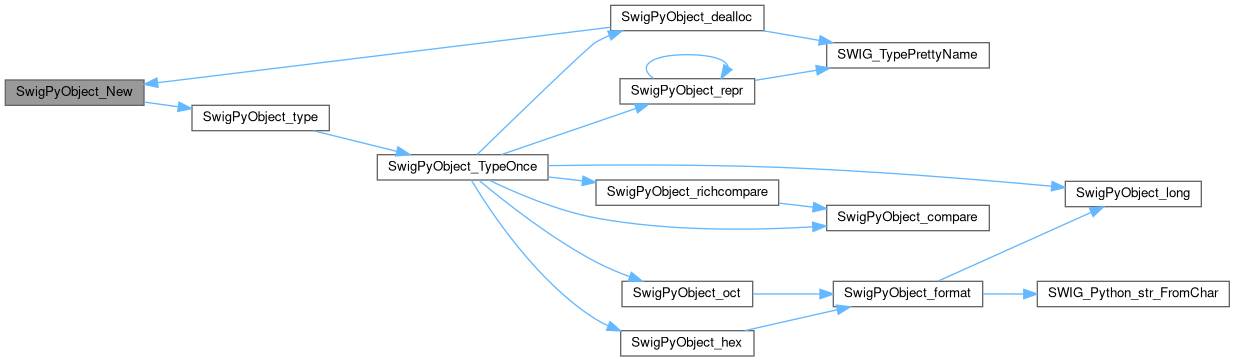 SwigPyObject_dealloc
SWIG_TypePrettyName
SwigPyObject_New
SwigPyObject_repr
SwigPyObject_type
SwigPyObject_TypeOnce
SwigPyObject_richcompare
SwigPyObject_long
SwigPyObject_compare
SwigPyObject_oct
SwigPyObject_format
SWIG_Python_str_FromChar
SwigPyObject_hex